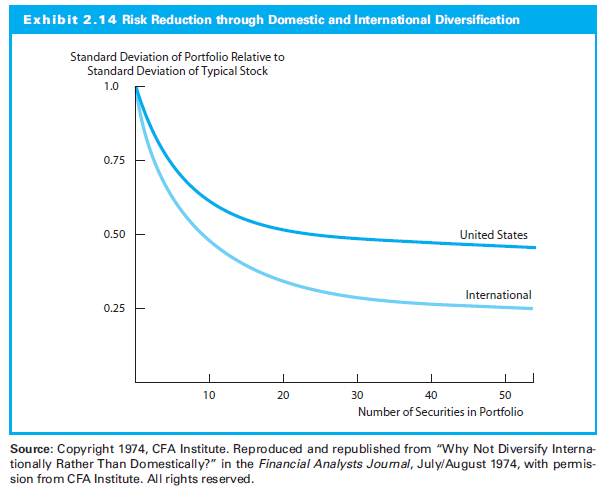 Exhibit 2.14 Risk Reduction through Domestic and International Diversification
Standard Deviation of Portfolio Relative to
Standard Deviation of Typical Stock
1.0
0.75
0.50
0.25
United States
International
10 20 30 40 50
Number of Securities in Portfolio
Source: Copyright 1974, CFA Institute. Reproduced and republished from “Why Not Diversify Interna-
tionally Rather Than Domestically?” in the Financial Analysts Journal, July/August 1974, with permis-
sion from CFA Institute. All rights reserved.